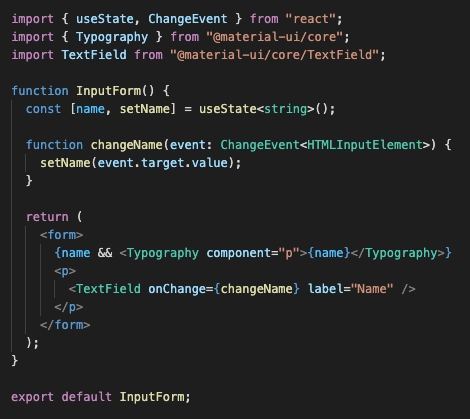 import { useState, ChangeEvent } from "react";
import { Typography } from "@material-ui/core";
import TextField from "@material-ui/core/TextField";

function InputForm() {
  const [name, setName] = useState<string>();

  function changeName(event: ChangeEvent<HTMLInputElement>) {
    setName(event.target.value);
  }

  return (
    <form>
      {name && <Typography component="p">{name}</Typography>}
      <p>
        <TextField onChange={changeName} label="Name" />
      </p>
    </form>
  );
}

export default InputForm;